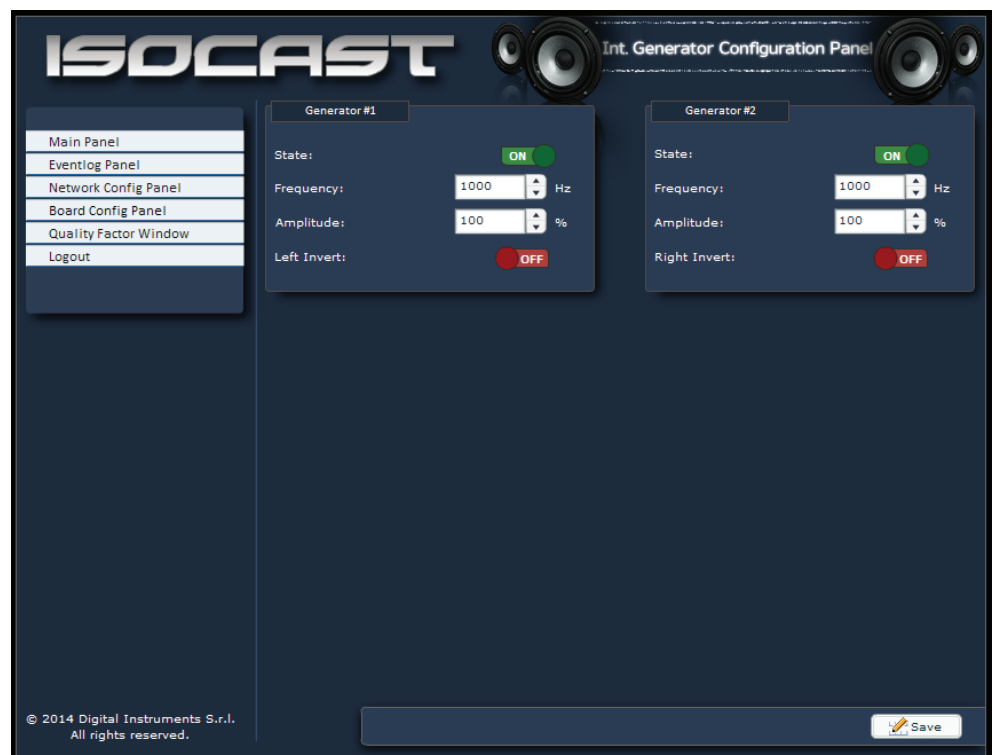 ISOCAST
Int. Generator Configuration Panel
Main Panel
Eventlog Panel
Network Config Panel
Board Config Panel
Quality Factor Window
Logout
Generator #1
State: ON
Frequency: 1000 Hz
Amplitude: 100 %
Left Invert: OFF
Generator #2
State: ON
Frequency: 1000 Hz
Amplitude: 100 %
Right Invert: OFF
© 2014 Digital Instruments S.r.l.
All rights reserved.
Save